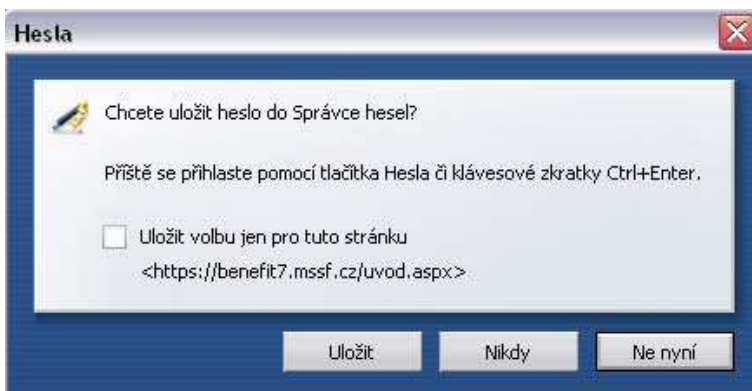 Hesla
Chcete uložit heslo do Správce hesel?
Příště se přihlaste pomocí tlačítka Hesla či klávesové zkratky Ctrl+Enter.
Uložit volbu jen pro tuto stránku
<https://benefit7.mssf.cz/uvod.aspx>
Uložit Nikdy Ne nyní